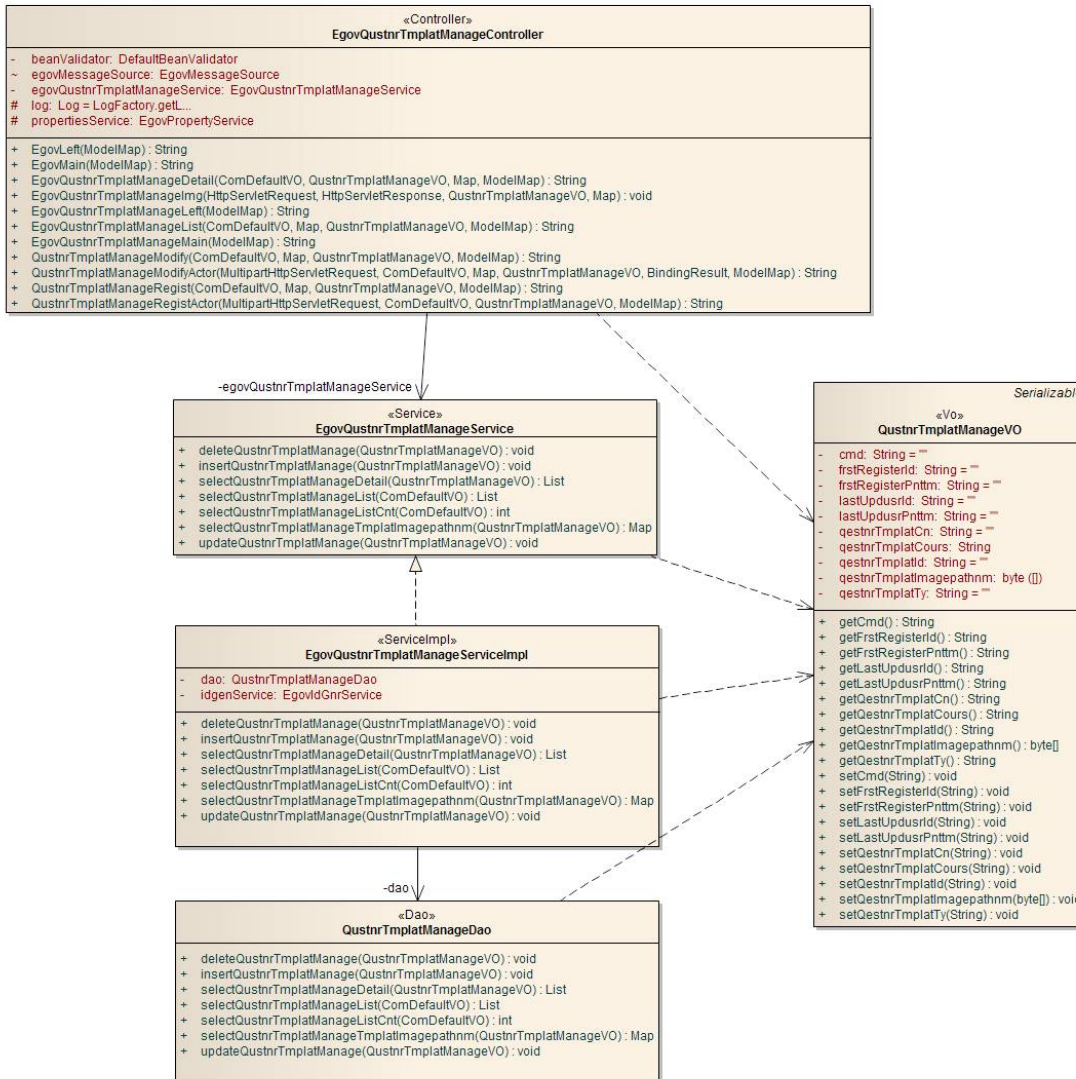 «Controller»
EgovQustnrTmplatManageController
- beanValidator: DefaultBeanValidator
~ egovMessageSource: EgovMessageSource
- egovQustnrTmplatManageService: EgovQustnrTmplatManageService
# log: Log = LogFactory.getL...
# propertiesService: EgovPropertyService
+ EgovLeft(ModelMap) : String
+ EgovMain(ModelMap) : String
+ EgovQustnrTmplatManageDetail(ComDefaultVO, QustnrTmplatManageVO, Map, ModelMap) : String
+ EgovQustnrTmplatManageImg(HttpServletRequest, HttpServletResponse, QustnrTmplatManageVO, Map) : void
+ EgovQustnrTmplatManageLeft(ModelMap) : String
+ EgovQustnrTmplatManageList(ComDefaultVO, Map, QustnrTmplatManageVO, ModelMap) : String
+ EgovQustnrTmplatManageMain(ModelMap) : String
+ QustnrTmplatManageModify(ComDefaultVO, Map, QustnrTmplatManageVO, ModelMap) : String
+ QustnrTmplatManageModifyActor(MultipartHttpServletRequest, ComDefaultVO, Map, QustnrTmplatManageVO, BindingResult, ModelMap) : String
+ QustnrTmplatManageRegist(ComDefaultVO, Map, QustnrTmplatManageVO, ModelMap) : String
+ QustnrTmplatManageRegistActor(MultipartHttpServletRequest, ComDefaultVO, QustnrTmplatManageVO, ModelMap) : String
-egovQustnrTmplatManageService
«Service»
EgovQustnrTmplatManageService
+ deleteQustnrTmplatManage(QustnrTmplatManageVO) : void
+ insertQustnrTmplatManage(QustnrTmplatManageVO) : void
+ selectQustnrTmplatManageDetail(QustnrTmplatManageVO) : List
+ selectQustnrTmplatManageList(ComDefaultVO) : List
+ selectQustnrTmplatManageListCnt(ComDefaultVO) : int
+ selectQustnrTmplatManageTmplatImagepathnm(QustnrTmplatManageVO) : Map
+ updateQustnrTmplatManage(QustnrTmplatManageVO) : void
«ServiceImpl»
EgovQustnrTmplatManageServiceImpl
- dao: QustnrTmplatManageDao
- idgenService: EgovIdGnrService
+ deleteQustnrTmplatManage(QustnrTmplatManageVO) : void
+ insertQustnrTmplatManage(QustnrTmplatManageVO) : void
+ selectQustnrTmplatManageDetail(QustnrTmplatManageVO) : List
+ selectQustnrTmplatManageList(ComDefaultVO) : List
+ selectQustnrTmplatManageListCnt(ComDefaultVO) : int
+ selectQustnrTmplatManageTmplatImagepathnm(QustnrTmplatManageVO) : Map
+ updateQustnrTmplatManage(QustnrTmplatManageVO) : void
-dao
«Dao»
QustnrTmplatManageDao
+ deleteQustnrTmplatManage(QustnrTmplatManageVO) : void
+ insertQustnrTmplatManage(QustnrTmplatManageVO) : void
+ selectQustnrTmplatManageDetail(QustnrTmplatManageVO) : List
+ selectQustnrTmplatManageList(ComDefaultVO) : List
+ selectQustnrTmplatManageListCnt(ComDefaultVO) : int
+ selectQustnrTmplatManageTmplatImagepathnm(QustnrTmplatManageVO) : Map
+ updateQustnrTmplatManage(QustnrTmplatManageVO) : void
Serializabl
«Vo»
QustnrTmplatManageVO
- cmd: String = ""
- frstRegisterId: String = ""
- frstRegisterPnttm: String = ""
- lastUpdusrId: String = ""
- lastUpdusrPnttm: String = ""
- qestnrTmplatCn: String = ""
- qestnrTmplatCours: String
- qestnrTmplatId: String = ""
- qestnrTmplatImagepathnm: byte ([])
- qestnrTmplatTy: String = ""
+ getCmd() : String
+ getFrstRegisterId() : String
+ getFrstRegisterPnttm() : String
+ getLastUpdusrId() : String
+ getLastUpdusrPnttm() : String
+ getQestnrTmplatCn() : String
+ getQestnrTmplatCours() : String
+ getQestnrTmplatId() : String
+ getQestnrTmplatImagepathnm() : byte[]
+ getQestnrTmplatTy() : String
+ setCmd(String) : void
+ setFrstRegisterId(String) : void
+ setFrstRegisterPnttm(String) : void
+ setLastUpdusrId(String) : void
+ setLastUpdusrPnttm(String) : void
+ setQestnrTmplatCn(String) : void
+ setQestnrTmplatCours(String) : void
+ setQestnrTmplatId(String) : void
+ setQestnrTmplatImagepathnm(byte[]) : void
+ setQestnrTmplatTy(String) : void